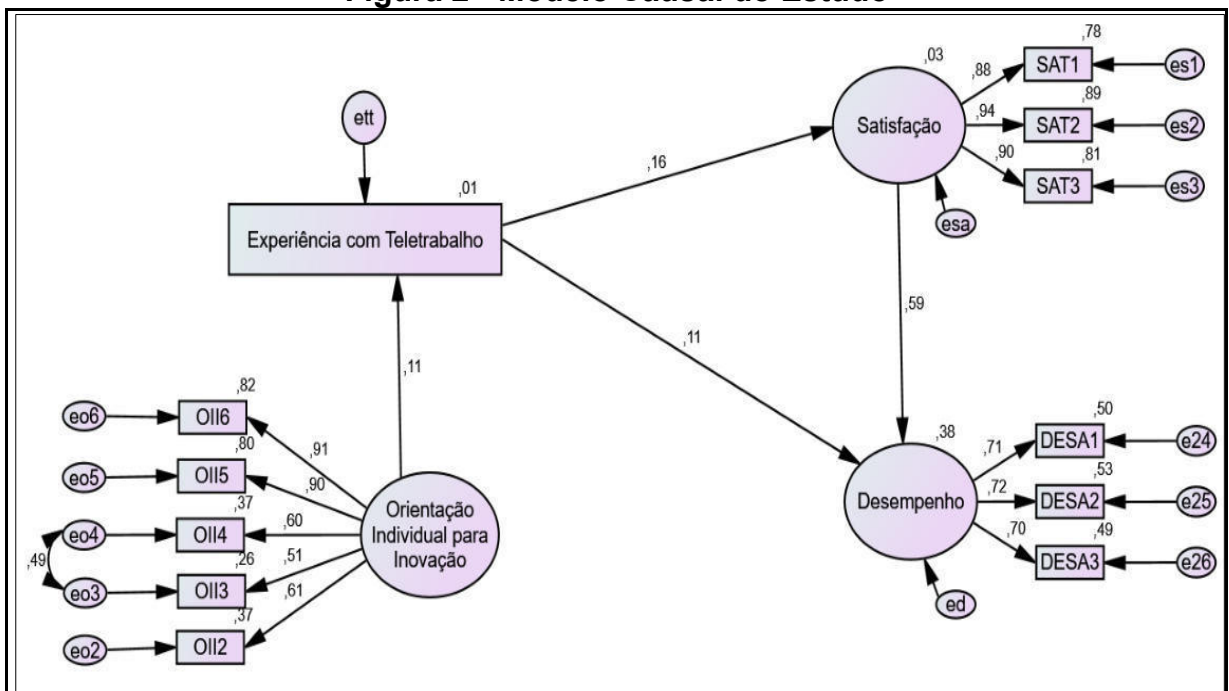 Figura 2 - Modelo Causal do Estudo
,78
,03
SAT1
es1
,88
,89
ett
Satisfação
,94
SAT2
es2
,90
,81
,16
SAT3
es3
,01
esa
Experiência com Teletrabalho
,59
,11
,11
,82
eo6
OII6
,80
,91
eo5
OII5
,90
,37
eo4
OII4
,60
,49
,26
,51
eo3
OII3
,61
,37
eo2
OII2
Orientação
Individual para
Inovação
,38
,50
,71
DESA1
e24
,53
Desempenho
,72
DESA2
e25
,70
,49
DESA3
e26
ed